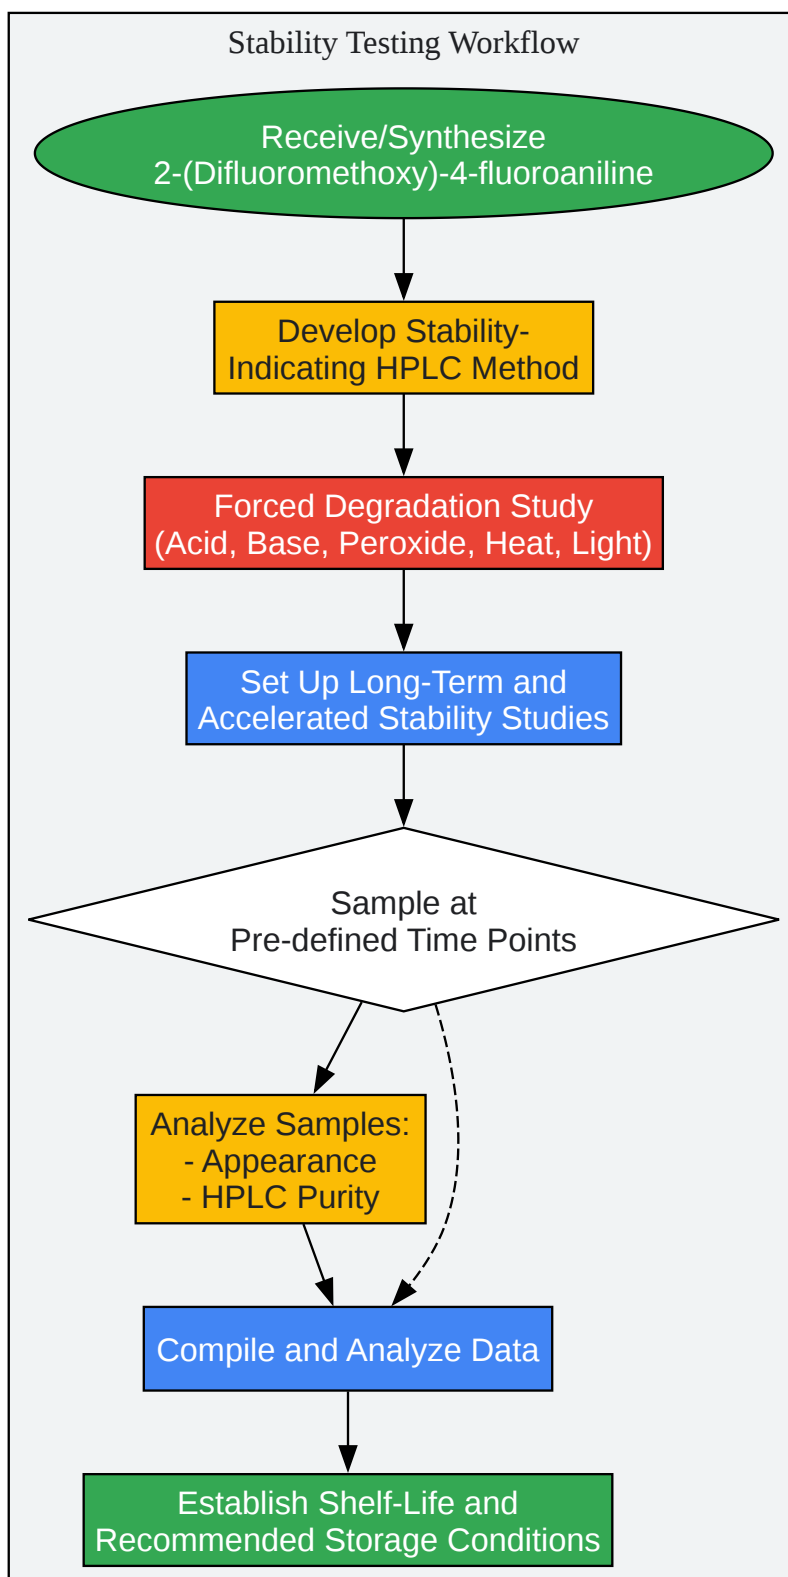 Stability Testing Workflow
Receive/Synthesize
2-(Difluoromethoxy)-4-fluoroaniline
Develop Stability-
Indicating HPLC Method
Forced Degradation Study
(Acid, Base, Peroxide, Heat, Light)
Set Up Long-Term and
Accelerated Stability Studies
Sample at
Pre-defined Time Points
Analyze Samples:
- Appearance
- HPLC Purity
Compile and Analyze Data
Establish Shelf-Life and
Recommended Storage Conditions